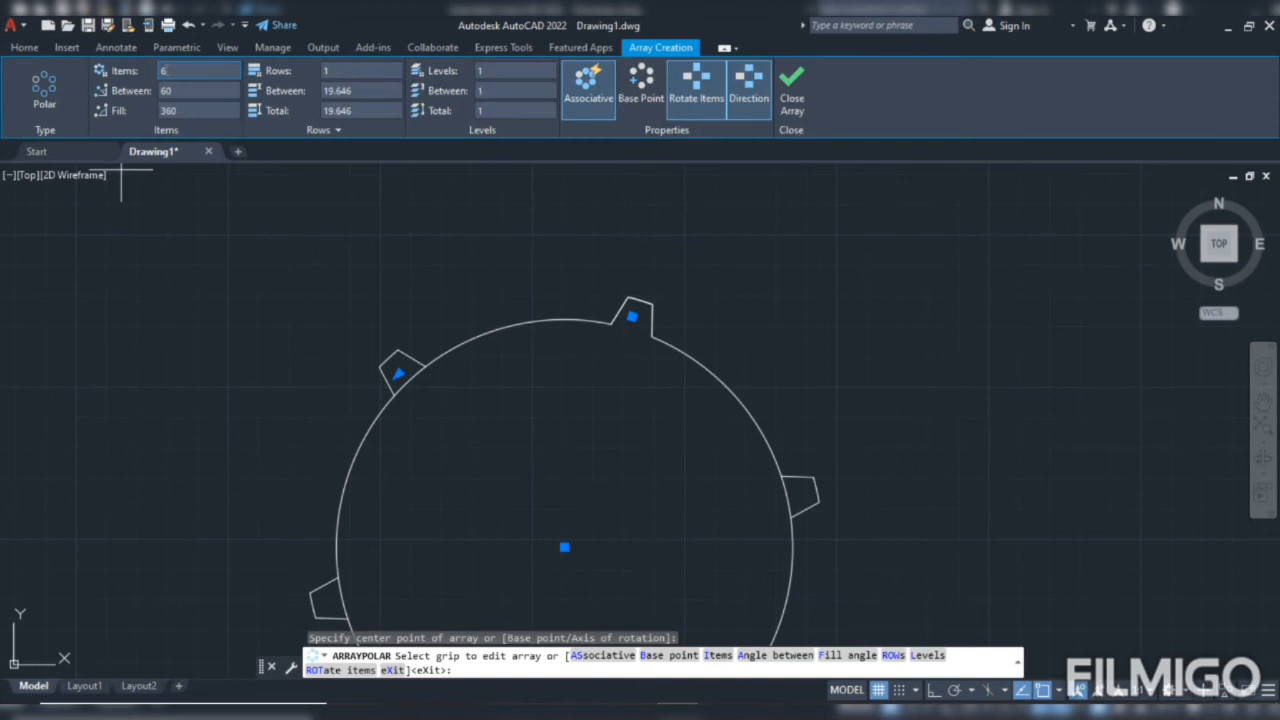 Autodesk AutoCAD 2022 Drawing1.dwg
Share
Type a keyword or phrase
Sign In
Home Insert Annotate Parametric View Manage Output Add-ins Collaborate Express Tools Featured Apps Array Creation
Polar
Type
Items: 6
Between: 60
Fill: 360
Items
Rows: 1
Between: 19.646
Total: 19.646
Rows
Levels: 1
Between: 1
Total: 1
Levels
Associative Base Point Rotate Items Direction
Properties
Close Array
Close
Start Drawing1*
[−][Top][2D Wireframe]
N
W TOP E
S
WCS
Y
X
Specify center point of array or [Base point/Axis of rotation]:
ARRAYPOLAR Select grip to edit array or [ASsociative Base point Items Angle between Fill angle ROWs Levels
ROTate items eXit]<eXit>:
Model Layout1 Layout2
MODEL
FILMIGO